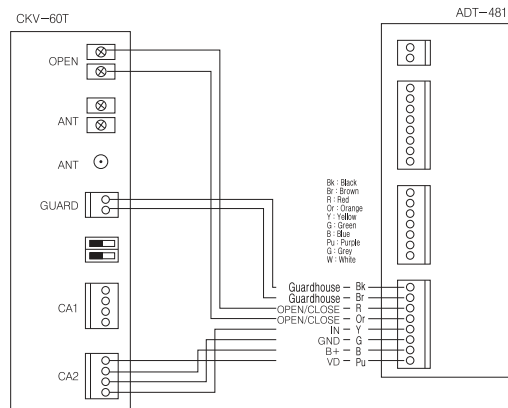 CKV-60T
ADT-481
OPEN
ANT
ANT
GUARD
CA1
CA2
Bk : Black
Br : Brown
R : Red
Or : Orange
Y : Yellow
G : Green
B : Blue
Pu : Purple
G : Grey
W : White
Guardhouse - Bk
Guardhouse - Br
OPEN/CLOSE - R
OPEN/CLOSE - Or
IN - Y
GND - G
B+ - B
VD - Pu